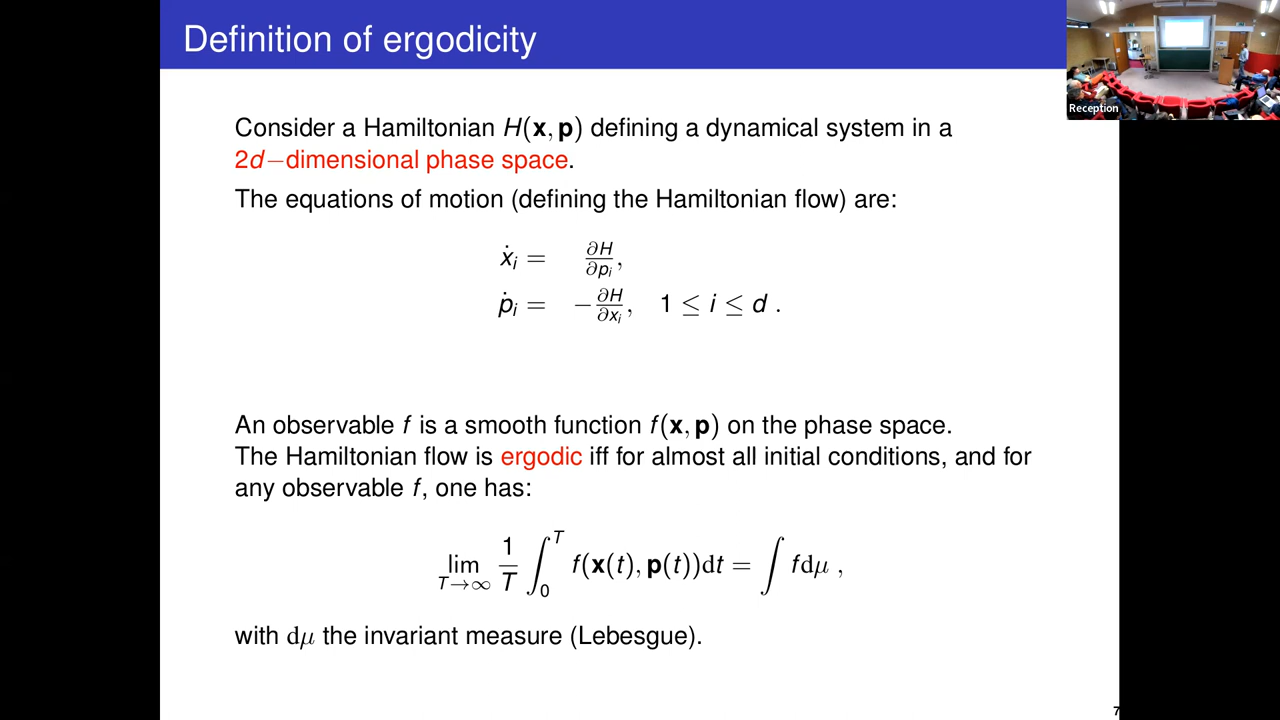 Definition of ergodicity
Reception
Consider a Hamiltonian H(x, p) defining a dynamical system in a
2d−dimensional phase space.
The equations of motion (defining the Hamiltonian flow) are:
ẋᵢ = ∂H/∂pᵢ,
ṗᵢ = −∂H/∂xᵢ, 1 ≤ i ≤ d .
An observable f is a smooth function f(x, p) on the phase space.
The Hamiltonian flow is ergodic iff for almost all initial conditions, and for
any observable f, one has:
lim T→∞ 1/T ∫₀ᵀ f(x(t), p(t))dt = ∫ fdμ ,
with dμ the invariant measure (Lebesgue).
7